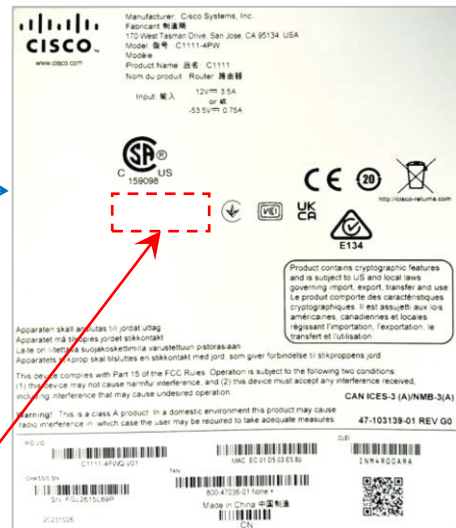 CISCO
www.cisco.com
Manufacturer: Cisco Systems, Inc.
Fabricant 制造商
170 West Tasman Drive, San Jose, CA 95134 USA
Model 型号 C1111-4PW
Modèle
Product Name 品名 C1111
Nom du produit Router 路由器
Input 输入 12V 3.5A
or 或
-53.5V 0.75A
SA®
C US
159098
CE 20
http://cisco-returns.com
UK
CA
E134
Product contains cryptographic features
and is subject to US and local laws
governing import, export, transfer and use
Le produit comporte des caractéristiques
cryptographiques. Il est assujetti aux lois
américaines, canadiennes et locales
régissant l'importation, l'exportation, le
transfert et l'utilisation
Apparaten skall anslutas till jordat uttag
Apparatet må tilkoples jordet stikkontakt
Laite on liitettävä suojakoskettimilla varustettuun pistorasiaan
Apparatets stikprop skal tilsluttes en stikkontakt med jord, som giver forbindelse til stikproppens jord
This device complies with Part 15 of the FCC Rules. Operation is subject to the following two conditions:
(1) this device may not cause harmful interference, and (2) this device must accept any interference received,
including interference that may cause undesired operation.
CAN ICES-3 (A)/NMB-3(A)
Warning! This is a class A product. In a domestic environment this product may cause
radio interference in which case the user may be required to take adequate measures.
47-103139-01 REV G0
PID VID
C1111-4PWQ V01
MAC: EC 01 D5 03 E5 80
CLEI
INM4R00ARA
CHASSIS SN
SN: FGL2615L89P
TAN
800-47036-01 None *
Made in China 中国制造
CN
20231026